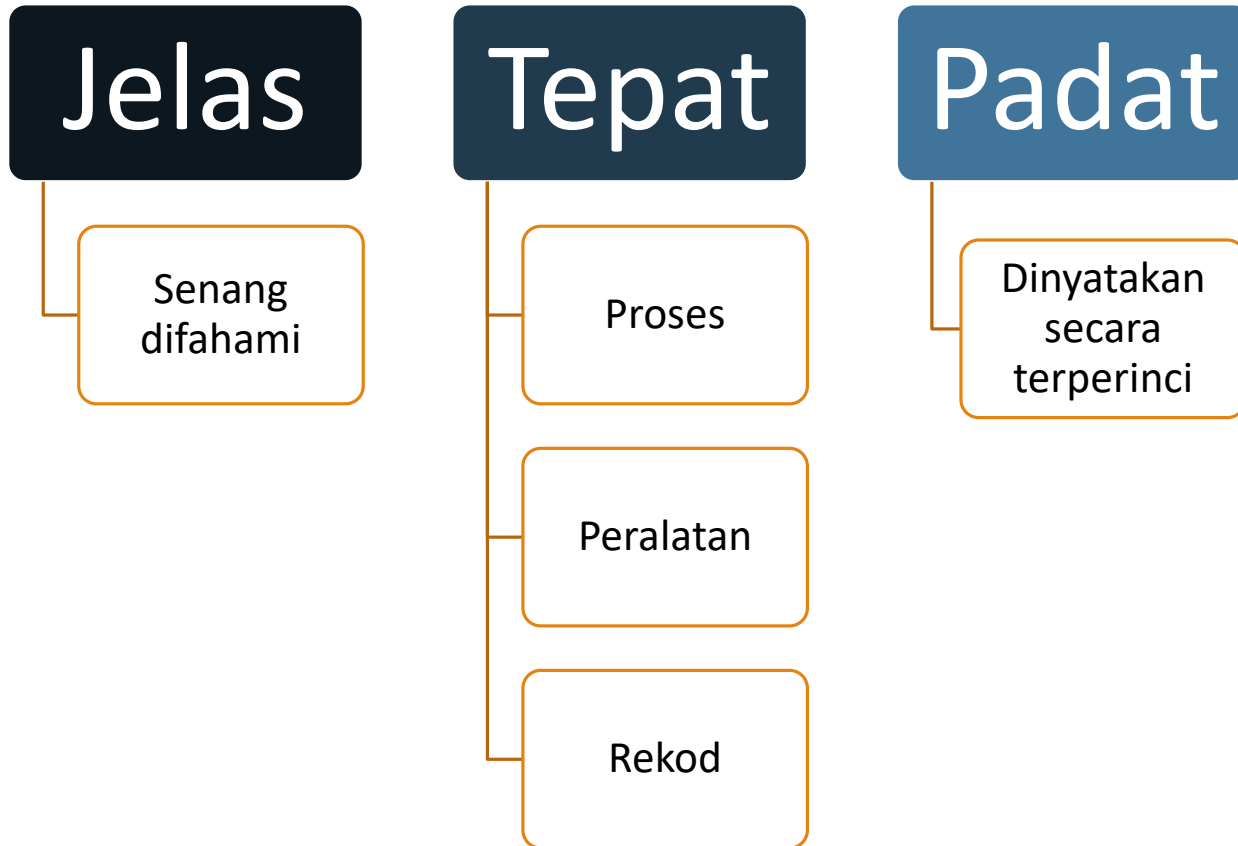 Jelas
Senang
difahami
Tepat
Proses
Peralatan
Rekod
Padat
Dinyatakan
secara
terperinci